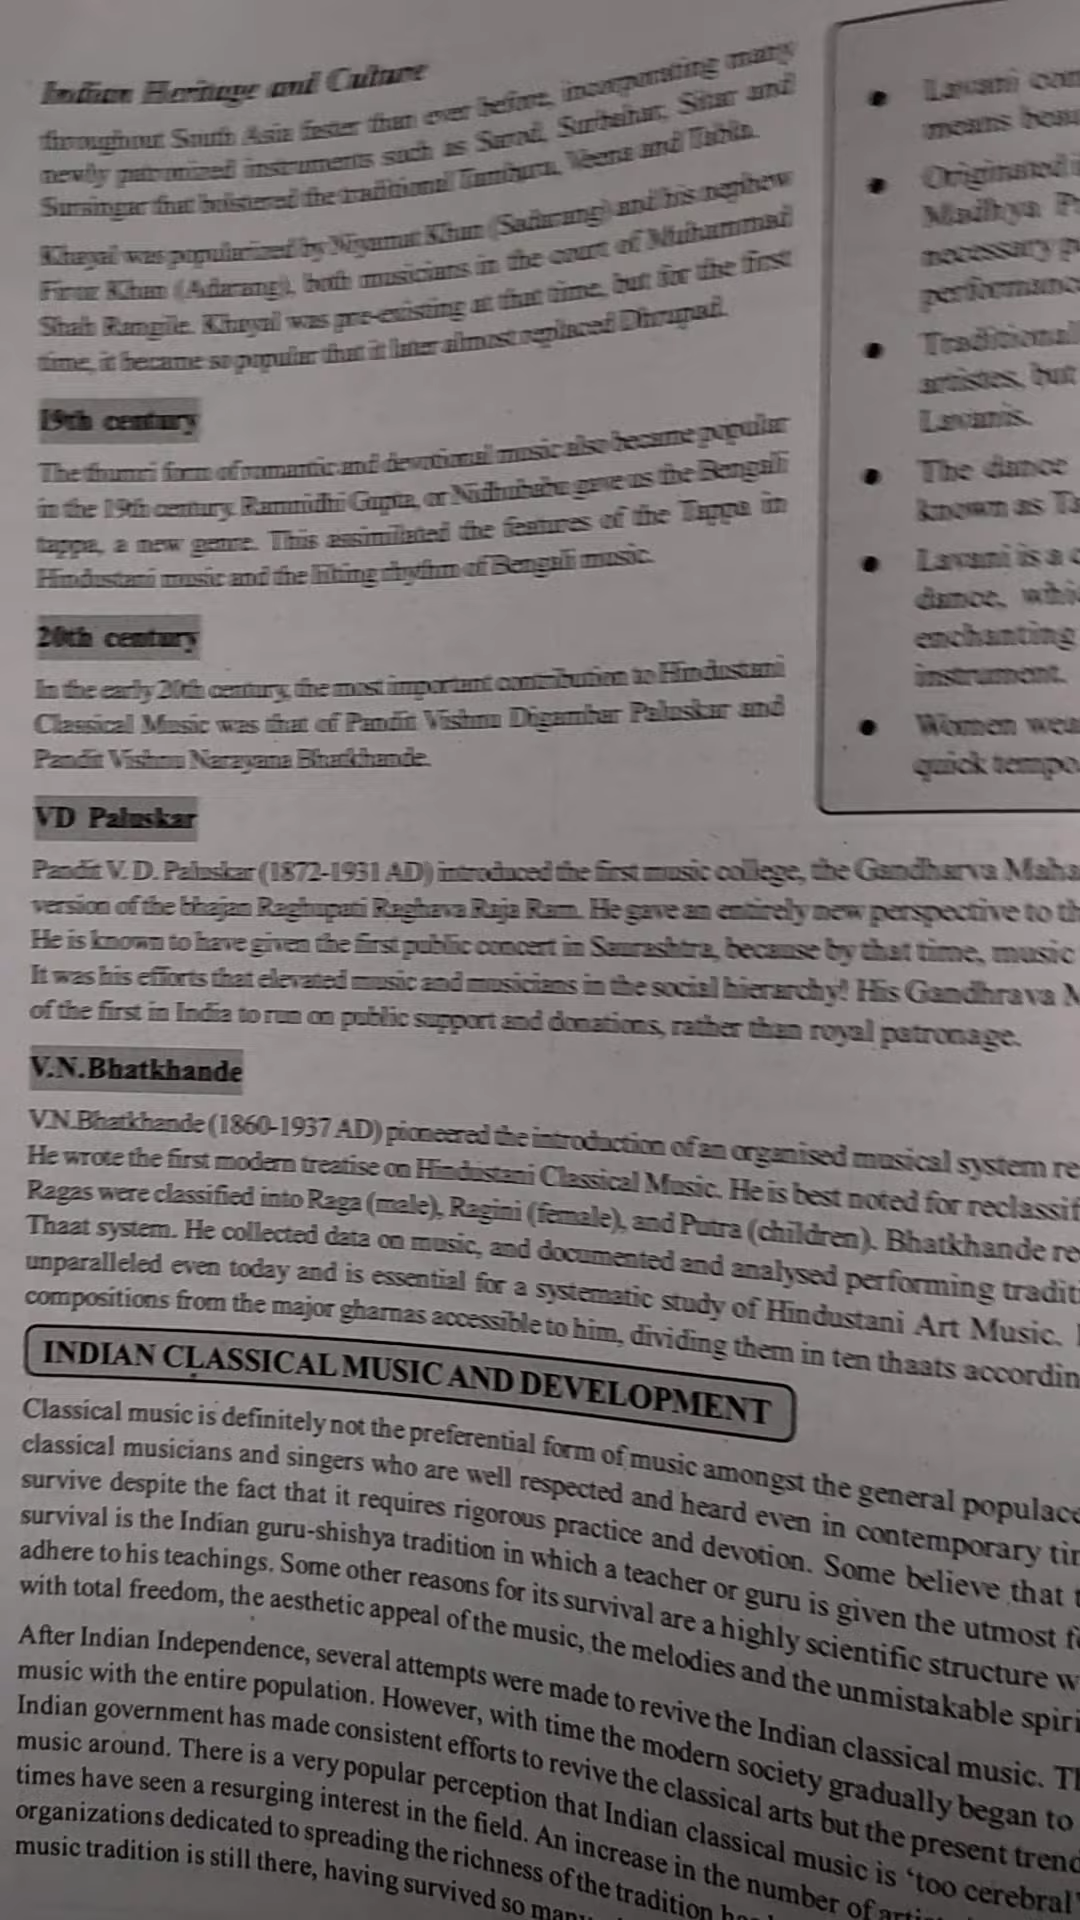 Indian Heritage and Culture
throughout South Asia faster than ever before, incorporating many
newly patronized instruments such as Sarod, Surbahar, Sitar and
Sursingar that bolstered the traditional Tambura, Veena and Tabla.
Khayal was popularized by Niyamat Khan (Sadarang) and his nephew
Firoz Khan (Adarang), both musicians in the court of Muhammad
Shah Rangile. Khayal was pre-existing at that time, but for the first
time, it became so popular that it later almost replaced Dhrupad.
19th century
The thumri form of romantic and devotional music also became popular
in the 19th century. Ramnidhi Gupta, or Nidhubabu gave us the Bengali
tappa, a new genre. This assimilated the features of the Tappa in
Hindustani music and the lilting rhythm of Bengali music.
20th century
In the early 20th century, the most important contribution to Hindustani
Classical Music was that of Pandit Vishnu Digambar Paluskar and
Pandit Vishnu Narayana Bhatkhande.
• Lavani
means
• Originated
Madhya
necessary
performance
• Traditional
artistes, but
Lavanis.
• The dance
known as
• Lavani is a
dance,
enchanting
instrument.
• Women
quick tempo
VD Paluskar
Pandit V. D. Paluskar (1872-1931 AD) introduced the first music college, the Gandharva
version of the bhajan Raghupati Raghava Raja Ram. He gave an entirely new perspective to
He is known to have given the first public concert in Saurashtra, because by that time, music
It was his efforts that elevated music and musicians in the social hierarchy! His Gandhrava
of the first in India to run on public support and donations, rather than royal patronage.
V.N.Bhatkhande
V.N.Bhatkhande (1860-1937 AD) pioneered the introduction of an organised musical system
He wrote the first modern treatise on Hindustani Classical Music. He is best noted for
Ragas were classified into Raga (male), Ragini (female), and Putra (children). Bhatkhande
Thaat system. He collected data on music, and documented and analysed performing
unparalleled even today and is essential for a systematic study of Hindustani Art Music.
compositions from the major gharnas accessible to him, dividing them in ten thaats
INDIAN CLASSICAL MUSIC AND DEVELOPMENT
Classical music is definitely not the preferential form of music amongst the general
classical musicians and singers who are well respected and heard even in contemporary
survive despite the fact that it requires rigorous practice and devotion. Some believe that
survival is the Indian guru-shishya tradition in which a teacher or guru is given the utmost
adhere to his teachings. Some other reasons for its survival are a highly scientific structure
with total freedom, the aesthetic appeal of the music, the melodies and the unmistakable
After Indian Independence, several attempts were made to revive the Indian classical music.
music with the entire population. However, with time the modern society gradually began to
Indian government has made consistent efforts to revive the classical arts but the present
music around. There is a very popular perception that Indian classical music is ‘too cerebral’
times have seen a resurging interest in the field. An increase in the number of
organizations dedicated to spreading the richness of the tradition
music tradition is still there, having survived so